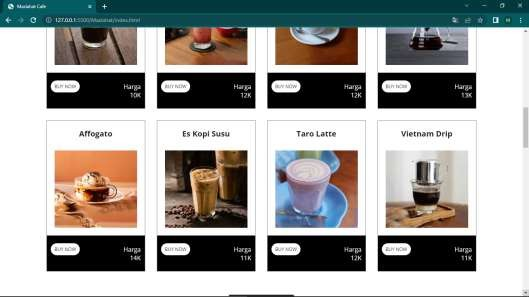 Maxiahat Cafe
127.0.0.1:5500/Maxiahat/index.html
BUY NOW Harga 10K
BUY NOW Harga 12K
BUY NOW Harga 12K
BUY NOW Harga 13K
Affogato
Es Kopi Susu
Taro Latte
Vietnam Drip
BUY NOW Harga 14K
BUY NOW Harga 11K
BUY NOW Harga 12K
BUY NOW Harga 11K